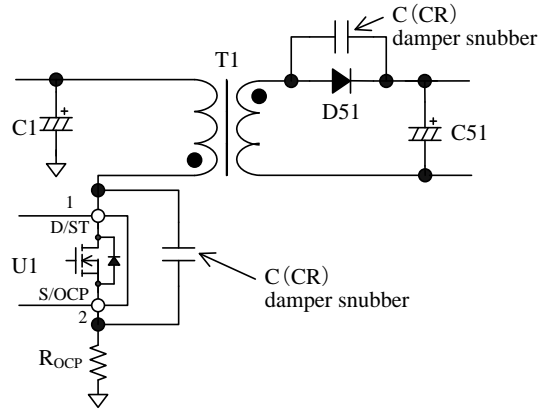 C(CR)
damper snubber
T1
D51
C1
C51
1
D/ST
U1
S/OCP
2
C(CR)
damper snubber
ROCP